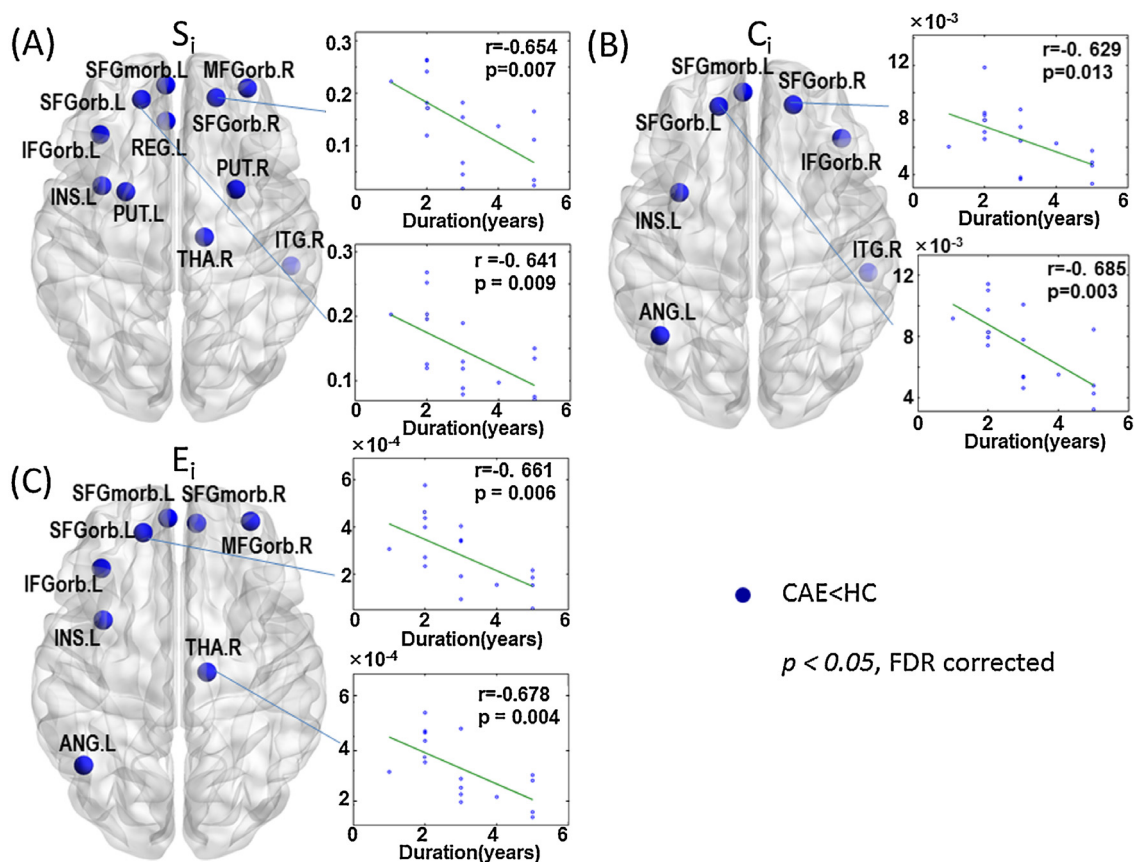 (A)
Si
SFGmorb.L
MFGorb.R
SFGorb.L
SFGorb.R
IFGorb.L
REG.L
PUT.R
INS.L
PUT.L
THA.R
ITG.R
0.3
r=-0.654
p=0.007
0.2
0.1
0 2 4 6
Duration(years)
0.3
r =-0. 641
p = 0.009
0.2
0.1
0 2 4 6
Duration(years)
(B)
Ci
SFGmorb.L
SFGorb.R
SFGorb.L
IFGorb.R
INS.L
ITG.R
ANG.L
×10-3
12
r=-0. 629
p=0.013
8
4
0 2 4 6
Duration(years)
×10-3
12
r=-0. 685
p=0.003
8
4
0 2 4 6
Duration(years)
(C)
Ei
SFGmorb.L
SFGmorb.R
SFGorb.L
MFGorb.R
IFGorb.L
INS.L
THA.R
ANG.L
×10-4
6
r=-0. 661
p = 0.006
4
2
0 2 4 6
Duration(years)
×10-4
6
r=-0.678
p = 0.004
4
2
0 2 4 6
Duration(years)
CAE<HC
p < 0.05, FDR corrected